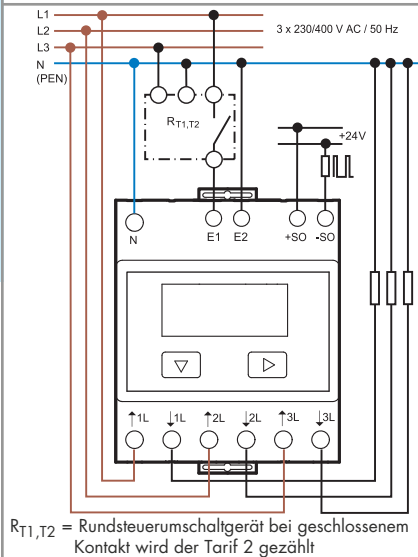 L1
L2
3 x 230/400 V AC / 50 Hz
L3
N
(PEN)
RT1,T2
+24V
N
E1
E2
+SO
-SO
↑1L
↓1L
↑2L
↓2L
↑3L
↓3L
RT1,T2 = Rundsteuerumschaltgerät bei geschlossenem
Kontakt wird der Tarif 2 gezählt